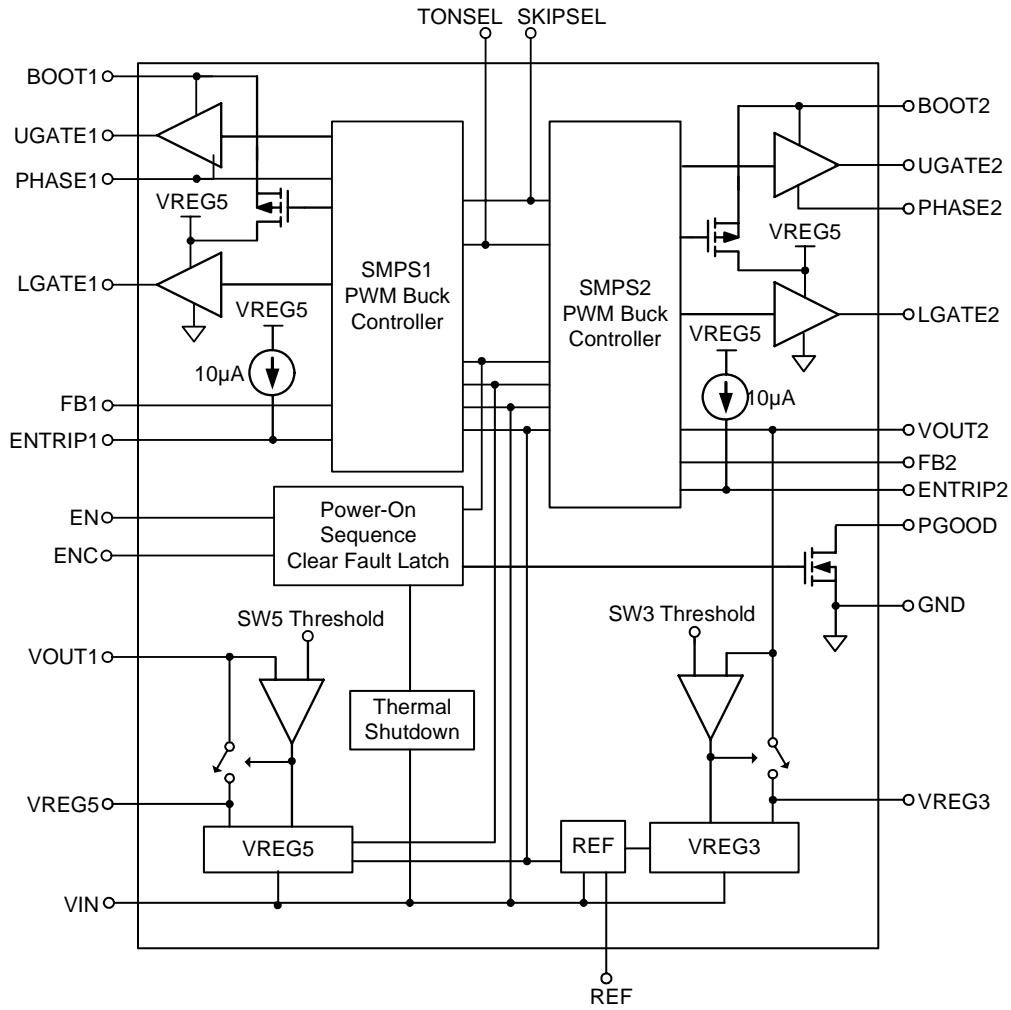 TONSEL SKIPSEL
BOOT1
BOOT2
UGATE1
UGATE2
PHASE1
PHASE2
VREG5
VREG5
SMPS1
PWM Buck
Controller
SMPS2
PWM Buck
Controller
LGATE1
LGATE2
VREG5
VREG5
10µA
10µA
FB1
VOUT2
ENTRIP1
FB2
ENTRIP2
EN
Power-On
Sequence
Clear Fault Latch
PGOOD
ENC
GND
SW5 Threshold
SW3 Threshold
VOUT1
Thermal
Shutdown
VREG5
VREG3
VREG5
REF
VREG3
VIN
REF